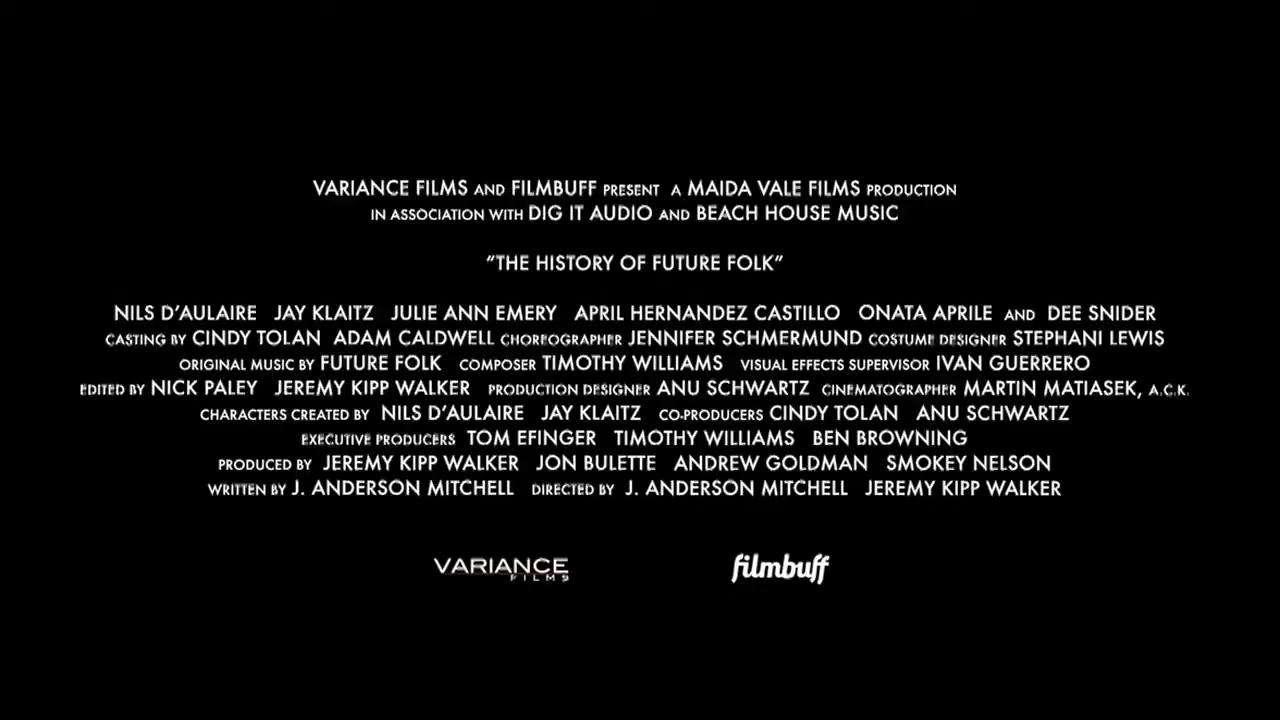 VARIANCE FILMS AND FILMBUFF PRESENT A MAIDA VALE FILMS PRODUCTION
IN ASSOCIATION WITH DIG IT AUDIO AND BEACH HOUSE MUSIC
“THE HISTORY OF FUTURE FOLK”
NILS D’AULAIRE JAY KLAITZ JULIE ANN EMERY APRIL HERNANDEZ CASTILLO ONATA APRILE AND DEE SNIDER
CASTING BY CINDY TOLAN ADAM CALDWELL CHOREOGRAPHER JENNIFER SCHMERMUND COSTUME DESIGNER STEPHANI LEWIS
ORIGINAL MUSIC BY FUTURE FOLK COMPOSER TIMOTHY WILLIAMS VISUAL EFFECTS SUPERVISOR IVAN GUERRERO
EDITED BY NICK PALEY JEREMY KIPP WALKER PRODUCTION DESIGNER ANU SCHWARTZ CINEMATOGRAPHER MARTIN MATIASEK, A.C.K.
CHARACTERS CREATED BY NILS D’AULAIRE JAY KLAITZ CO-PRODUCERS CINDY TOLAN ANU SCHWARTZ
EXECUTIVE PRODUCERS TOM EFINGER TIMOTHY WILLIAMS BEN BROWNING
PRODUCED BY JEREMY KIPP WALKER JON BULETTE ANDREW GOLDMAN SMOKEY NELSON
WRITTEN BY J. ANDERSON MITCHELL DIRECTED BY J. ANDERSON MITCHELL JEREMY KIPP WALKER
VARIANCE FILMS
filmbuff